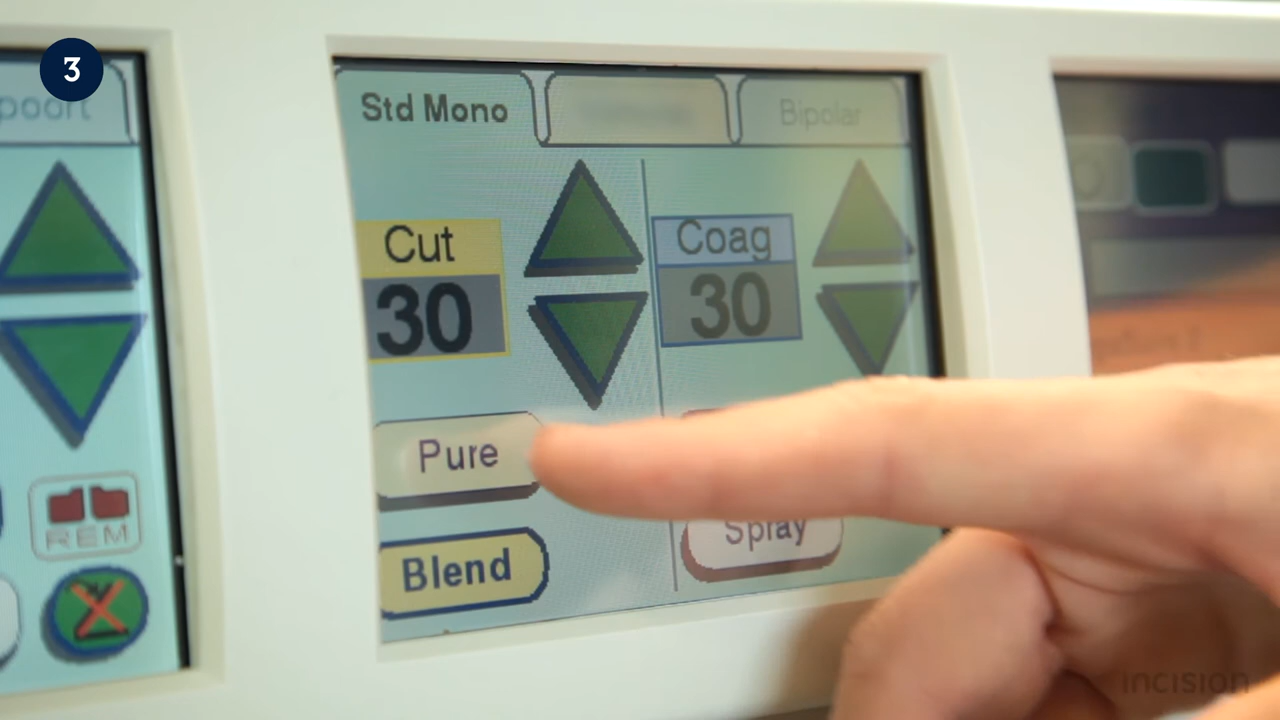 3
poort
Std Mono
Bipolar
Cut
Coag
30
30
Pure
REM
Spray
Blend
incision